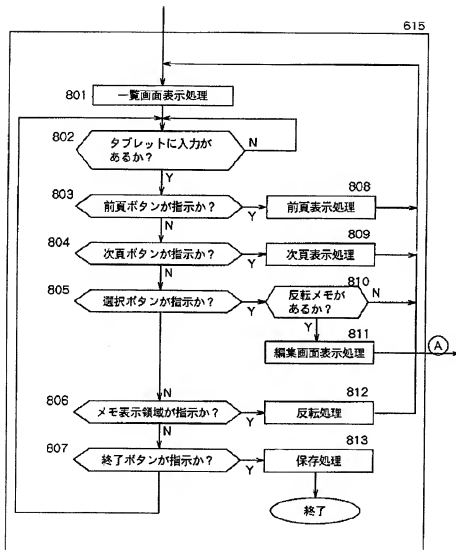 615
801
一覧画面表示処理
802
タブレットに入力が
あるか?
N
Y
803
前頁ボタンが指示か?
Y
N
808
前頁表示処理
804
次頁ボタンが指示か?
Y
N
809
次頁表示処理
805
選択ボタンが指示か?
Y
N
810
反転メモが
あるか?
N
Y
811
編集画面表示処理
A
806
メモ表示領域が指示か?
Y
N
812
反転処理
807
終了ボタンが指示か?
Y
813
保存処理
終了